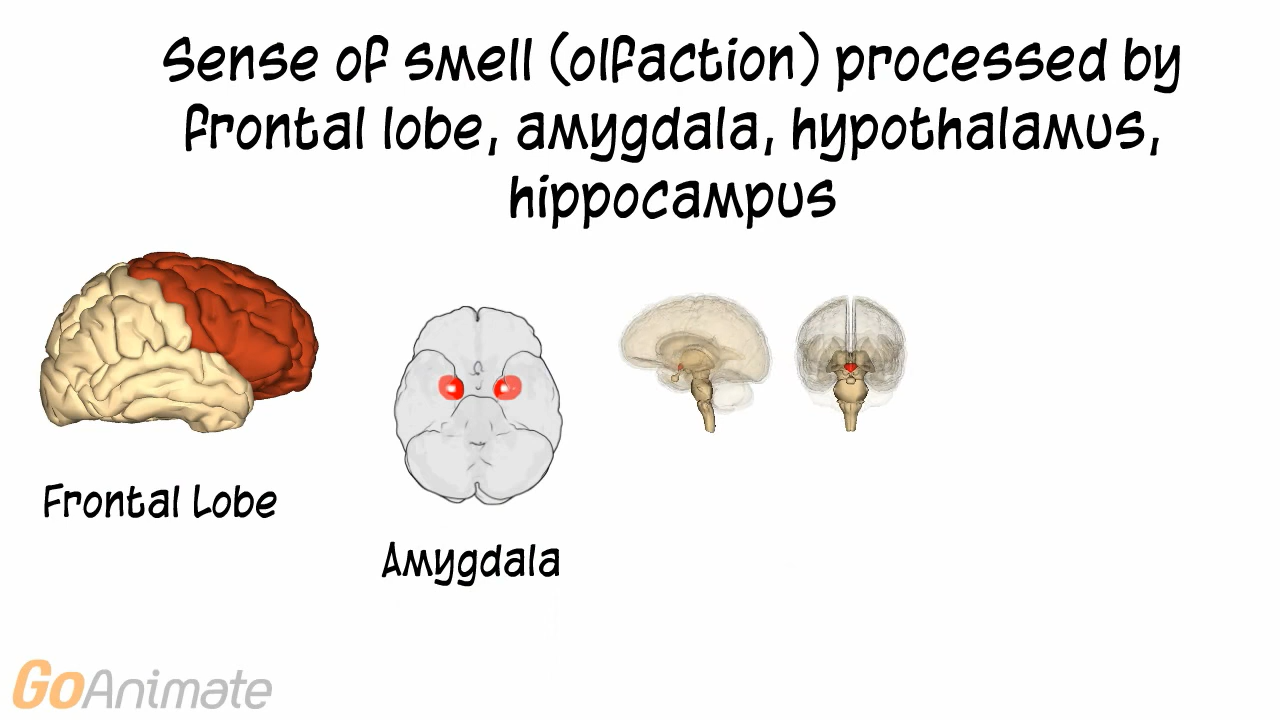 Sense of smell (olfaction) processed by
frontal lobe, amygdala, hypothalamus,
hippocampus
Frontal Lobe
Amygdala
GoAnimate